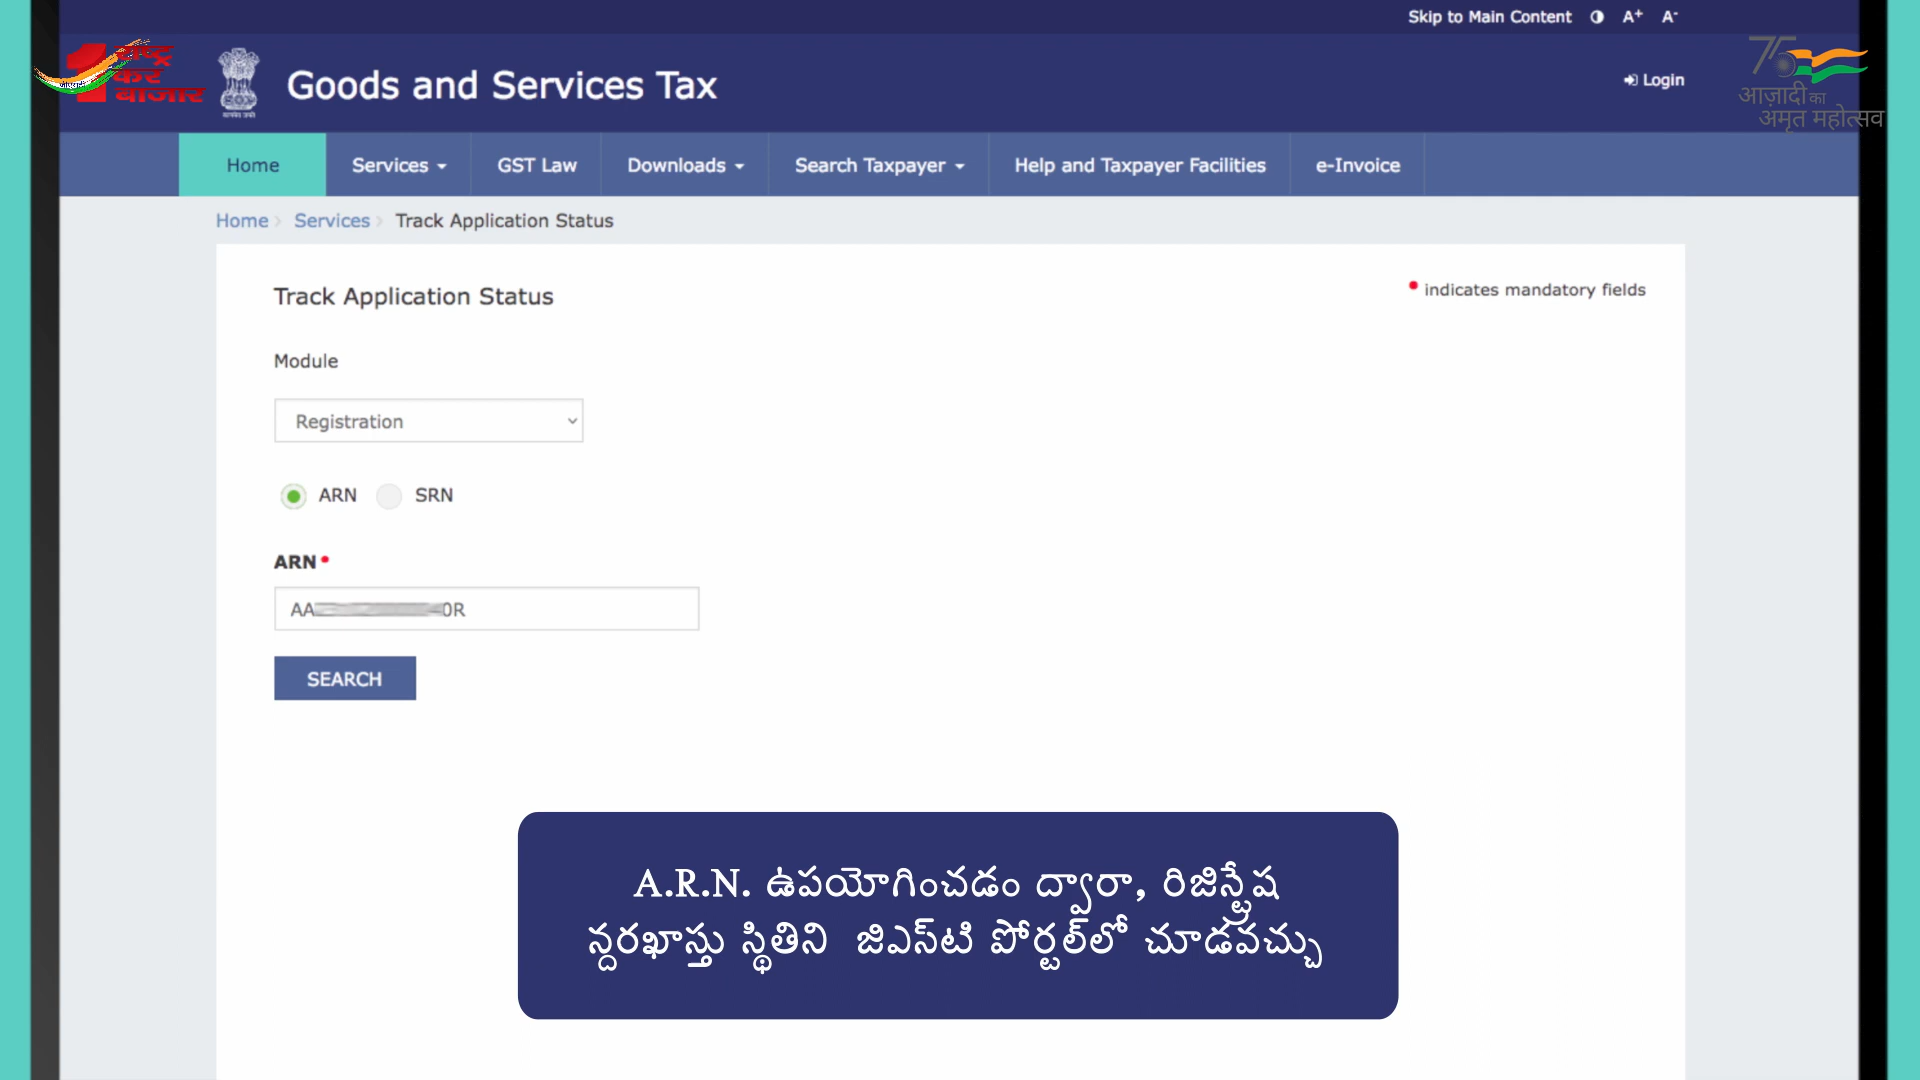 Skip to Main Content A+ A-
राष्ट्र
कर
बाजार
Goods and Services Tax
Login
75
आज़ादी का
अमृत महोत्सव
Home Services GST Law Downloads Search Taxpayer Help and Taxpayer Facilities e-Invoice
Home Services Track Application Status
Track Application Status
indicates mandatory fields
Module
Registration
ARN SRN
ARN
SEARCH
A.R.N. ఉపయోగించడం ద్వారా, రిజిస్ట్రేష
న్దరఖాస్తు స్థితిని జిఎస్‌టి పోర్టల్‌లో చూడవచ్చు